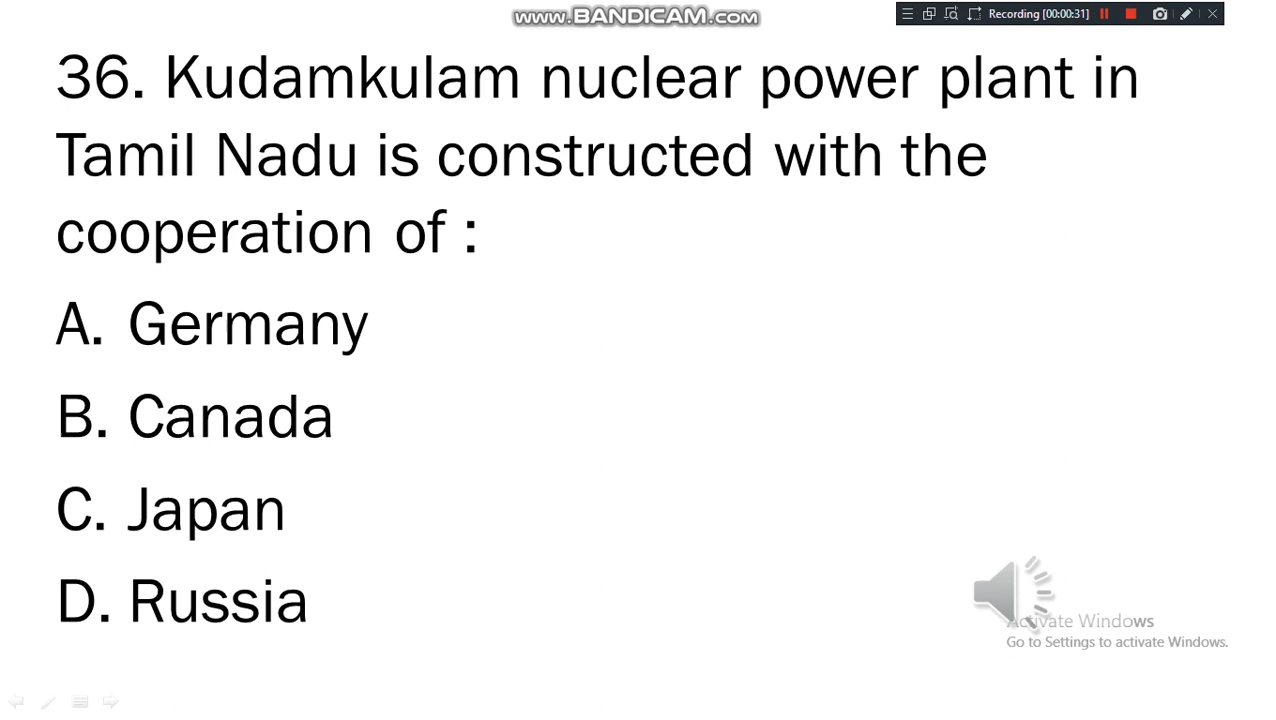 www.BANDICAM.com
Recording [00:00:31]
36. Kudamkulam nuclear power plant in
Tamil Nadu is constructed with the
cooperation of :
A. Germany
B. Canada
C. Japan
D. Russia
Activate Windows
Go to Settings to activate Windows.